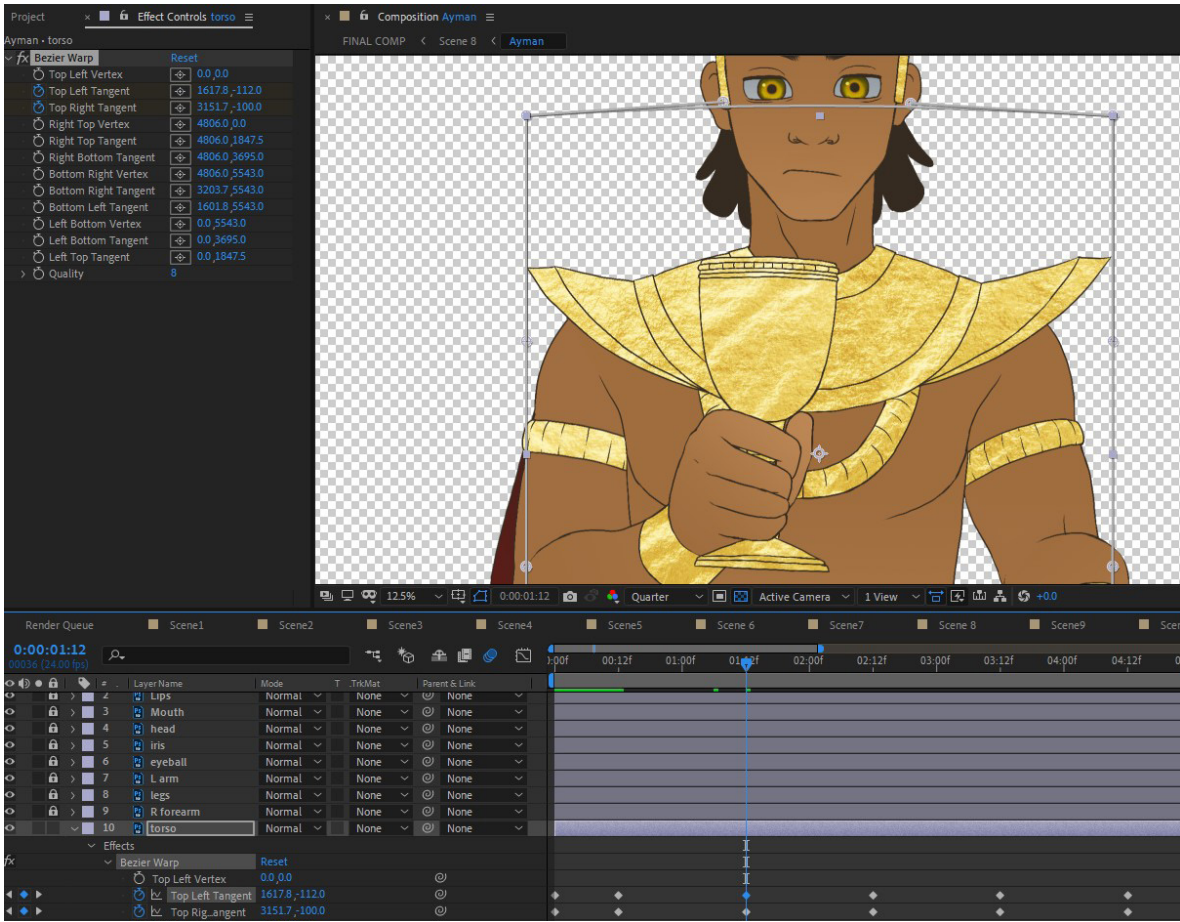 Project × Effect Controls torso ≡
Ayman • torso
fx Bezier Warp Reset
Top Left Vertex 0.0,0.0
Top Left Tangent 1617.8,-112.0
Top Right Tangent 3151.7,-100.0
Right Top Vertex 4806.0,0.0
Right Top Tangent 4806.0,1847.5
Right Bottom Tangent 4806.0,3695.0
Bottom Right Vertex 4806.0,5543.0
Bottom Right Tangent 3203.7,5543.0
Bottom Left Tangent 1601.8,5543.0
Left Bottom Vertex 0.0,5543.0
Left Bottom Tangent 0.0,3695.0
Left Top Tangent 0.0,1847.5
Quality 8
× Composition Ayman ≡
FINAL COMP < Scene 8 < Ayman
12.5% 0:00:01:12 Quarter Active Camera 1 View +0.0
Render Queue Scene1 Scene2 Scene3 Scene4 Scene5 Scene 6 Scene7 Scene 8 Scene9
0:00:01:12
00036 (24.00 fps)
00:12f 01:00f 02:00f 02:12f 03:00f 03:12f 04:00f 04:12f
# Layer Name Mode T .TrkMat Parent & Link
2 Lips Normal None None
3 Mouth Normal None None
4 head Normal None None
5 iris Normal None None
6 eyeball Normal None None
7 L arm Normal None None
8 legs Normal None None
9 R forearm Normal None None
10 torso Normal None None
Effects
fx Bezier Warp Reset
Top Left Vertex 0.0,0.0
Top Left Tangent 1617.8,-112.0
Top Rig...angent 3151.7,-100.0